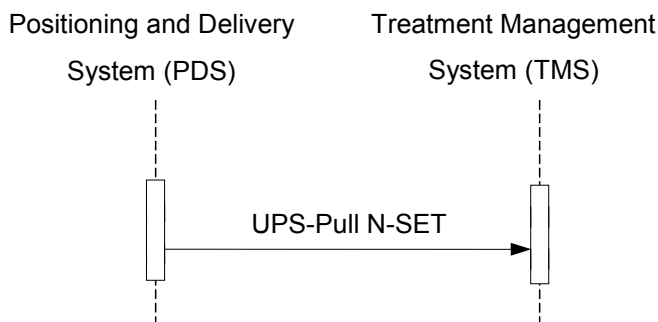 Positioning and Delivery
System (PDS)
Treatment Management
System (TMS)
UPS-Pull N-SET